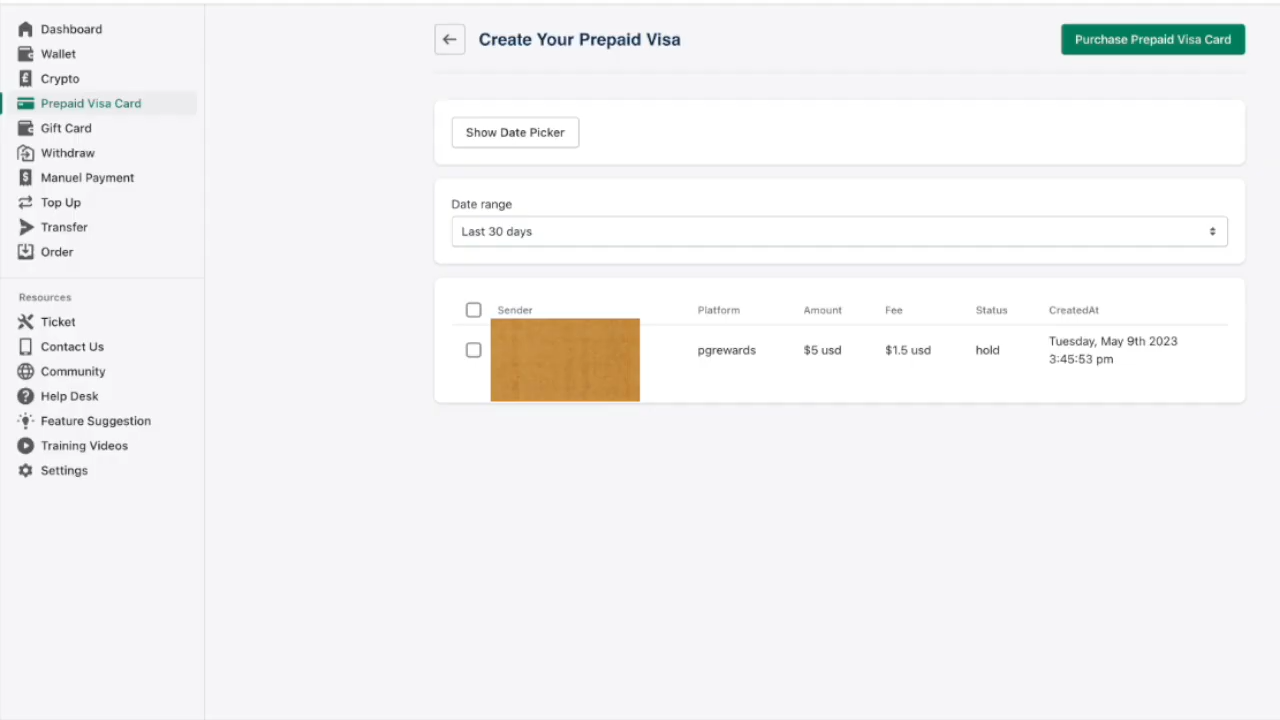 Dashboard
Wallet
Crypto
Prepaid Visa Card
Gift Card
Withdraw
Manuel Payment
Top Up
Transfer
Order
Resources
Ticket
Contact Us
Community
Help Desk
Feature Suggestion
Training Videos
Settings
Create Your Prepaid Visa
Purchase Prepaid Visa Card
Show Date Picker
Date range
Last 30 days
Sender Platform Amount Fee Status CreatedAt
pgrewards $5 usd $1.5 usd hold Tuesday, May 9th 2023
3:45:53 pm